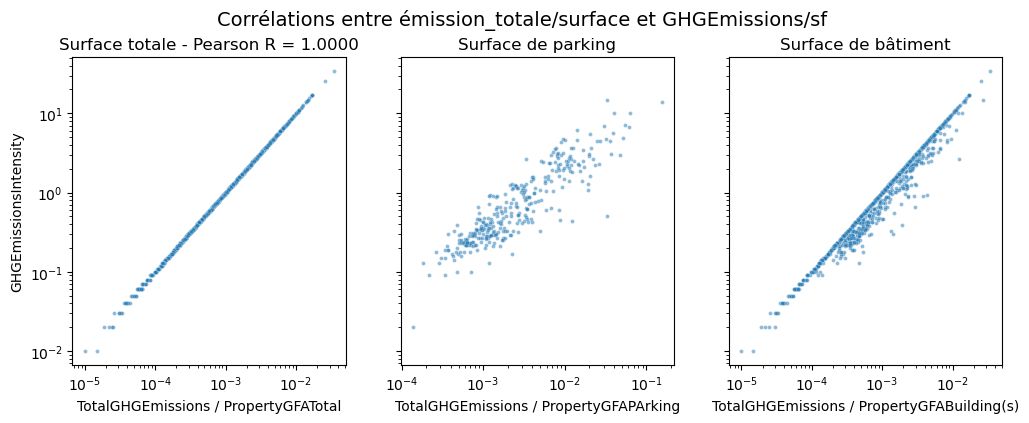 Corrélations entre émission_totale/surface et GHGEmissions/sf
Surface totale - Pearson R = 1.0000
Surface de parking
Surface de bâtiment
GHGEmissionsIntensity
10¹
10⁰
10⁻¹
10⁻²
10⁻⁵ 10⁻⁴ 10⁻³ 10⁻²
10⁻⁴ 10⁻³ 10⁻² 10⁻¹
10⁻⁵ 10⁻⁴ 10⁻³ 10⁻²
TotalGHGEmissions / PropertyGFATotal
TotalGHGEmissions / PropertyGFAPArking
TotalGHGEmissions / PropertyGFABuilding(s)